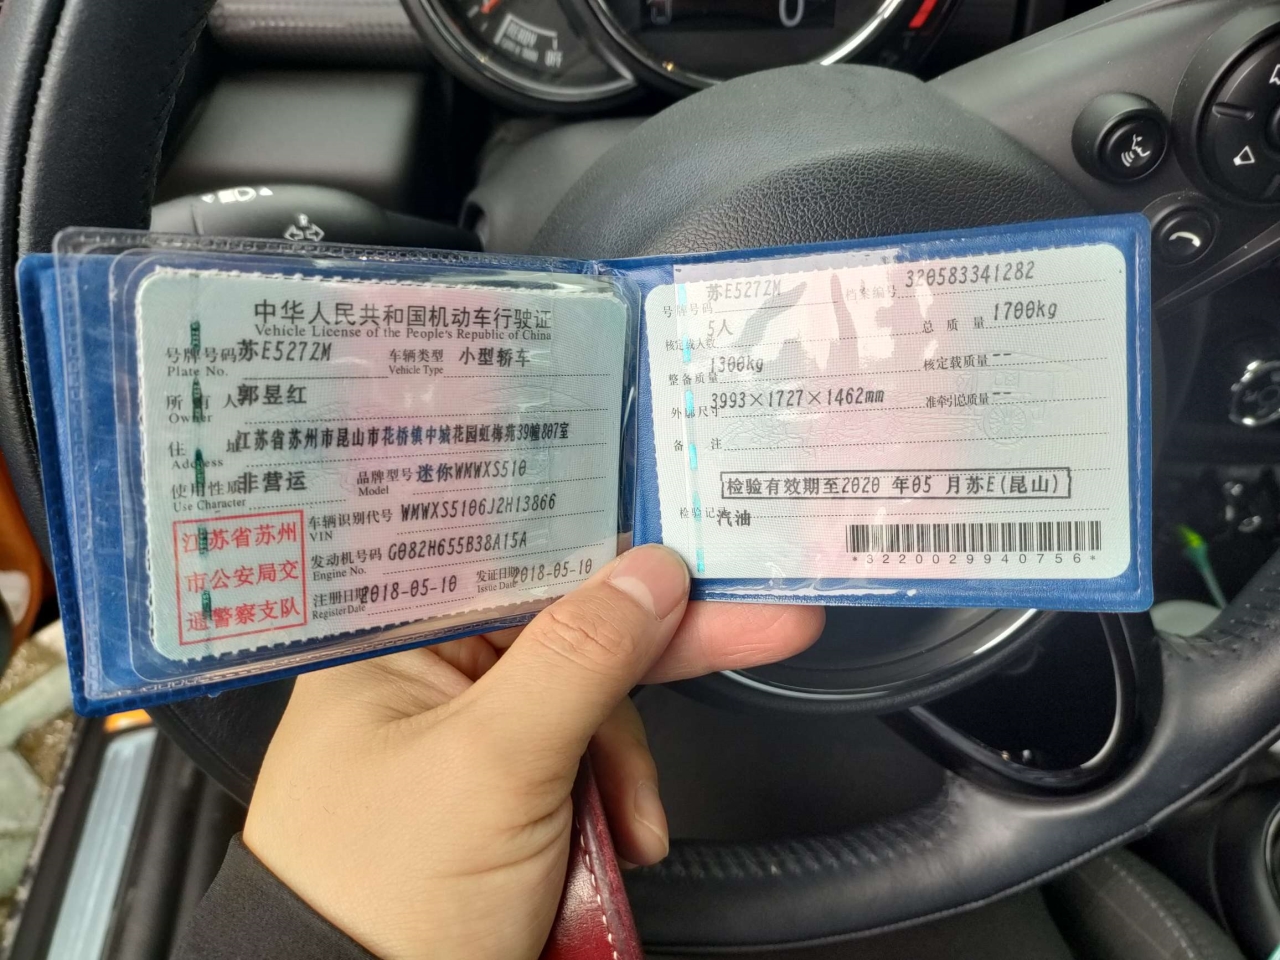 OFF
0
中华人民共和国机动车行驶证
Vehicle License of the People's Republic of China
号牌号码 苏E527ZM 车辆类型 小型轿车
Plate No. Vehicle Type
所有人 郭昱红
Owner
住址 江苏省苏州市昆山市花桥镇中城花园虹梅苑39幢807室
Address
使用性质 非营运 品牌型号 迷你WMWXS510
Use Character Model
江苏省苏州
市公安局交
通警察支队
车辆识别代号 WMWXS5106J2H13866
VIN
发动机号码 G082H655B38A15A
Engine No.
注册日期 2018-05-10 发证日期 2018-05-10
Register Date Issue Date
号牌号码 苏E527ZM 档案编号 320583341282
核定载人数 5人 总质量 1700kg
整备质量 1300kg 核定载质量 --
外廓尺寸 3993×1727×1462mm 准牵引总质量 --
备注
检验有效期至2020 年05 月苏E(昆山)
检验记录 汽油
*3220029940756*